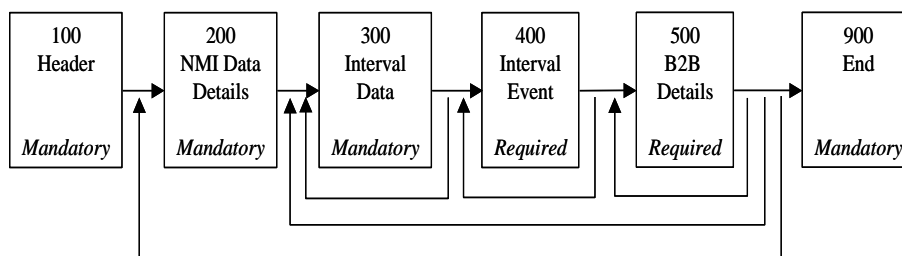 100
Header
Mandatory
200
NMI Data
Details
Mandatory
300
Interval
Data
Mandatory
400
Interval
Event
Required
500
B2B
Details
Required
900
End
Mandatory